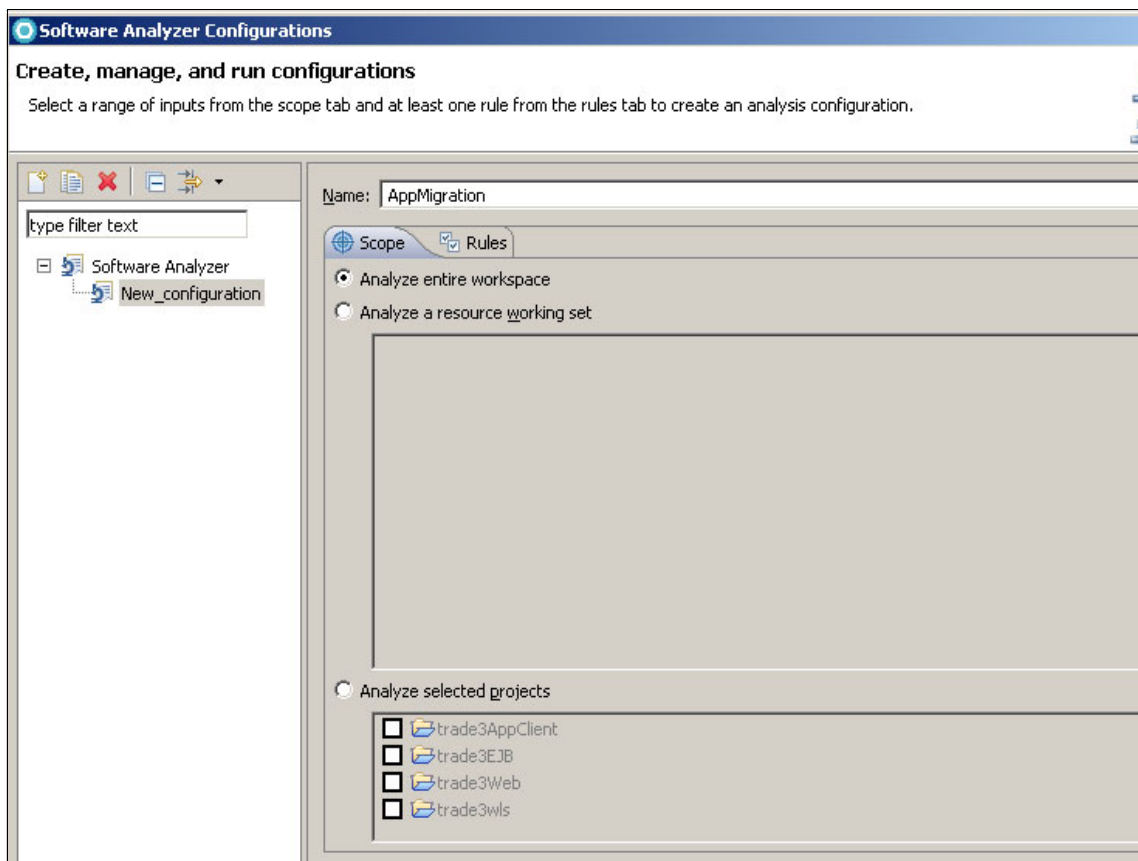 Software Analyzer Configurations
Create, manage, and run configurations
Select a range of inputs from the scope tab and at least one rule from the rules tab to create an analysis configuration.
Name: AppMigration
type filter text
Scope Rules
Software Analyzer
New_configuration
Analyze entire workspace
Analyze a resource working set
Analyze selected projects
trade3AppClient
trade3EJB
trade3Web
trade3wls